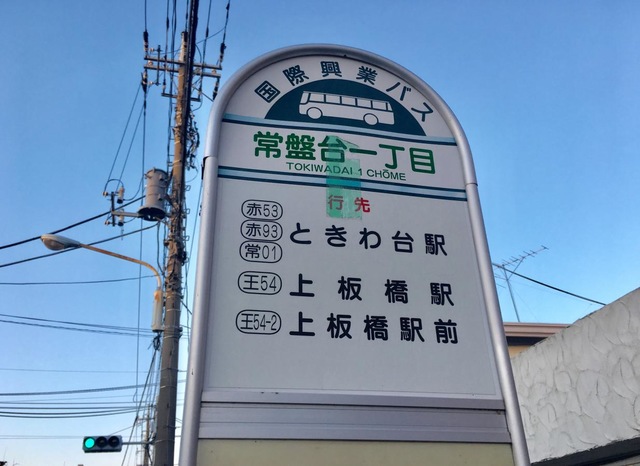 国際興業バス
常盤台一丁目
TOKIWADAI 1 CHŌME
行先
赤53
赤93 ときわ台駅
常01
王54 上板橋駅
王54-2 上板橋駅前